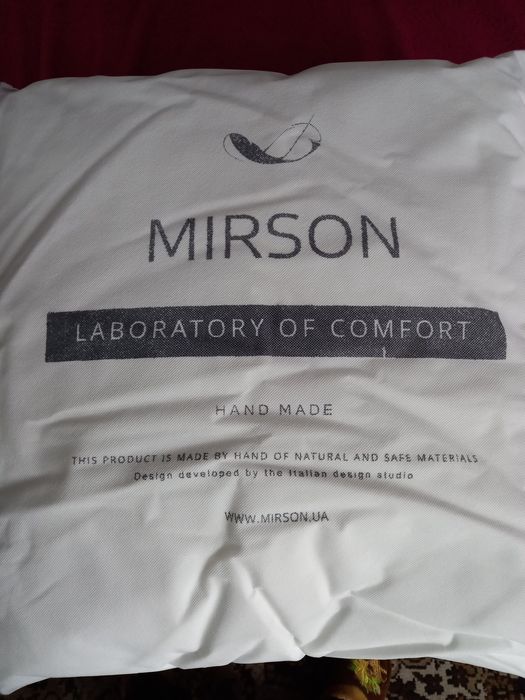 MIRSON
LABORATORY OF COMFORT
HAND MADE
THIS PRODUCT IS MADE BY HAND OF NATURAL AND SAFE MATERIALS
Design developed by the Italian design studio
WWW.MIRSON.UA